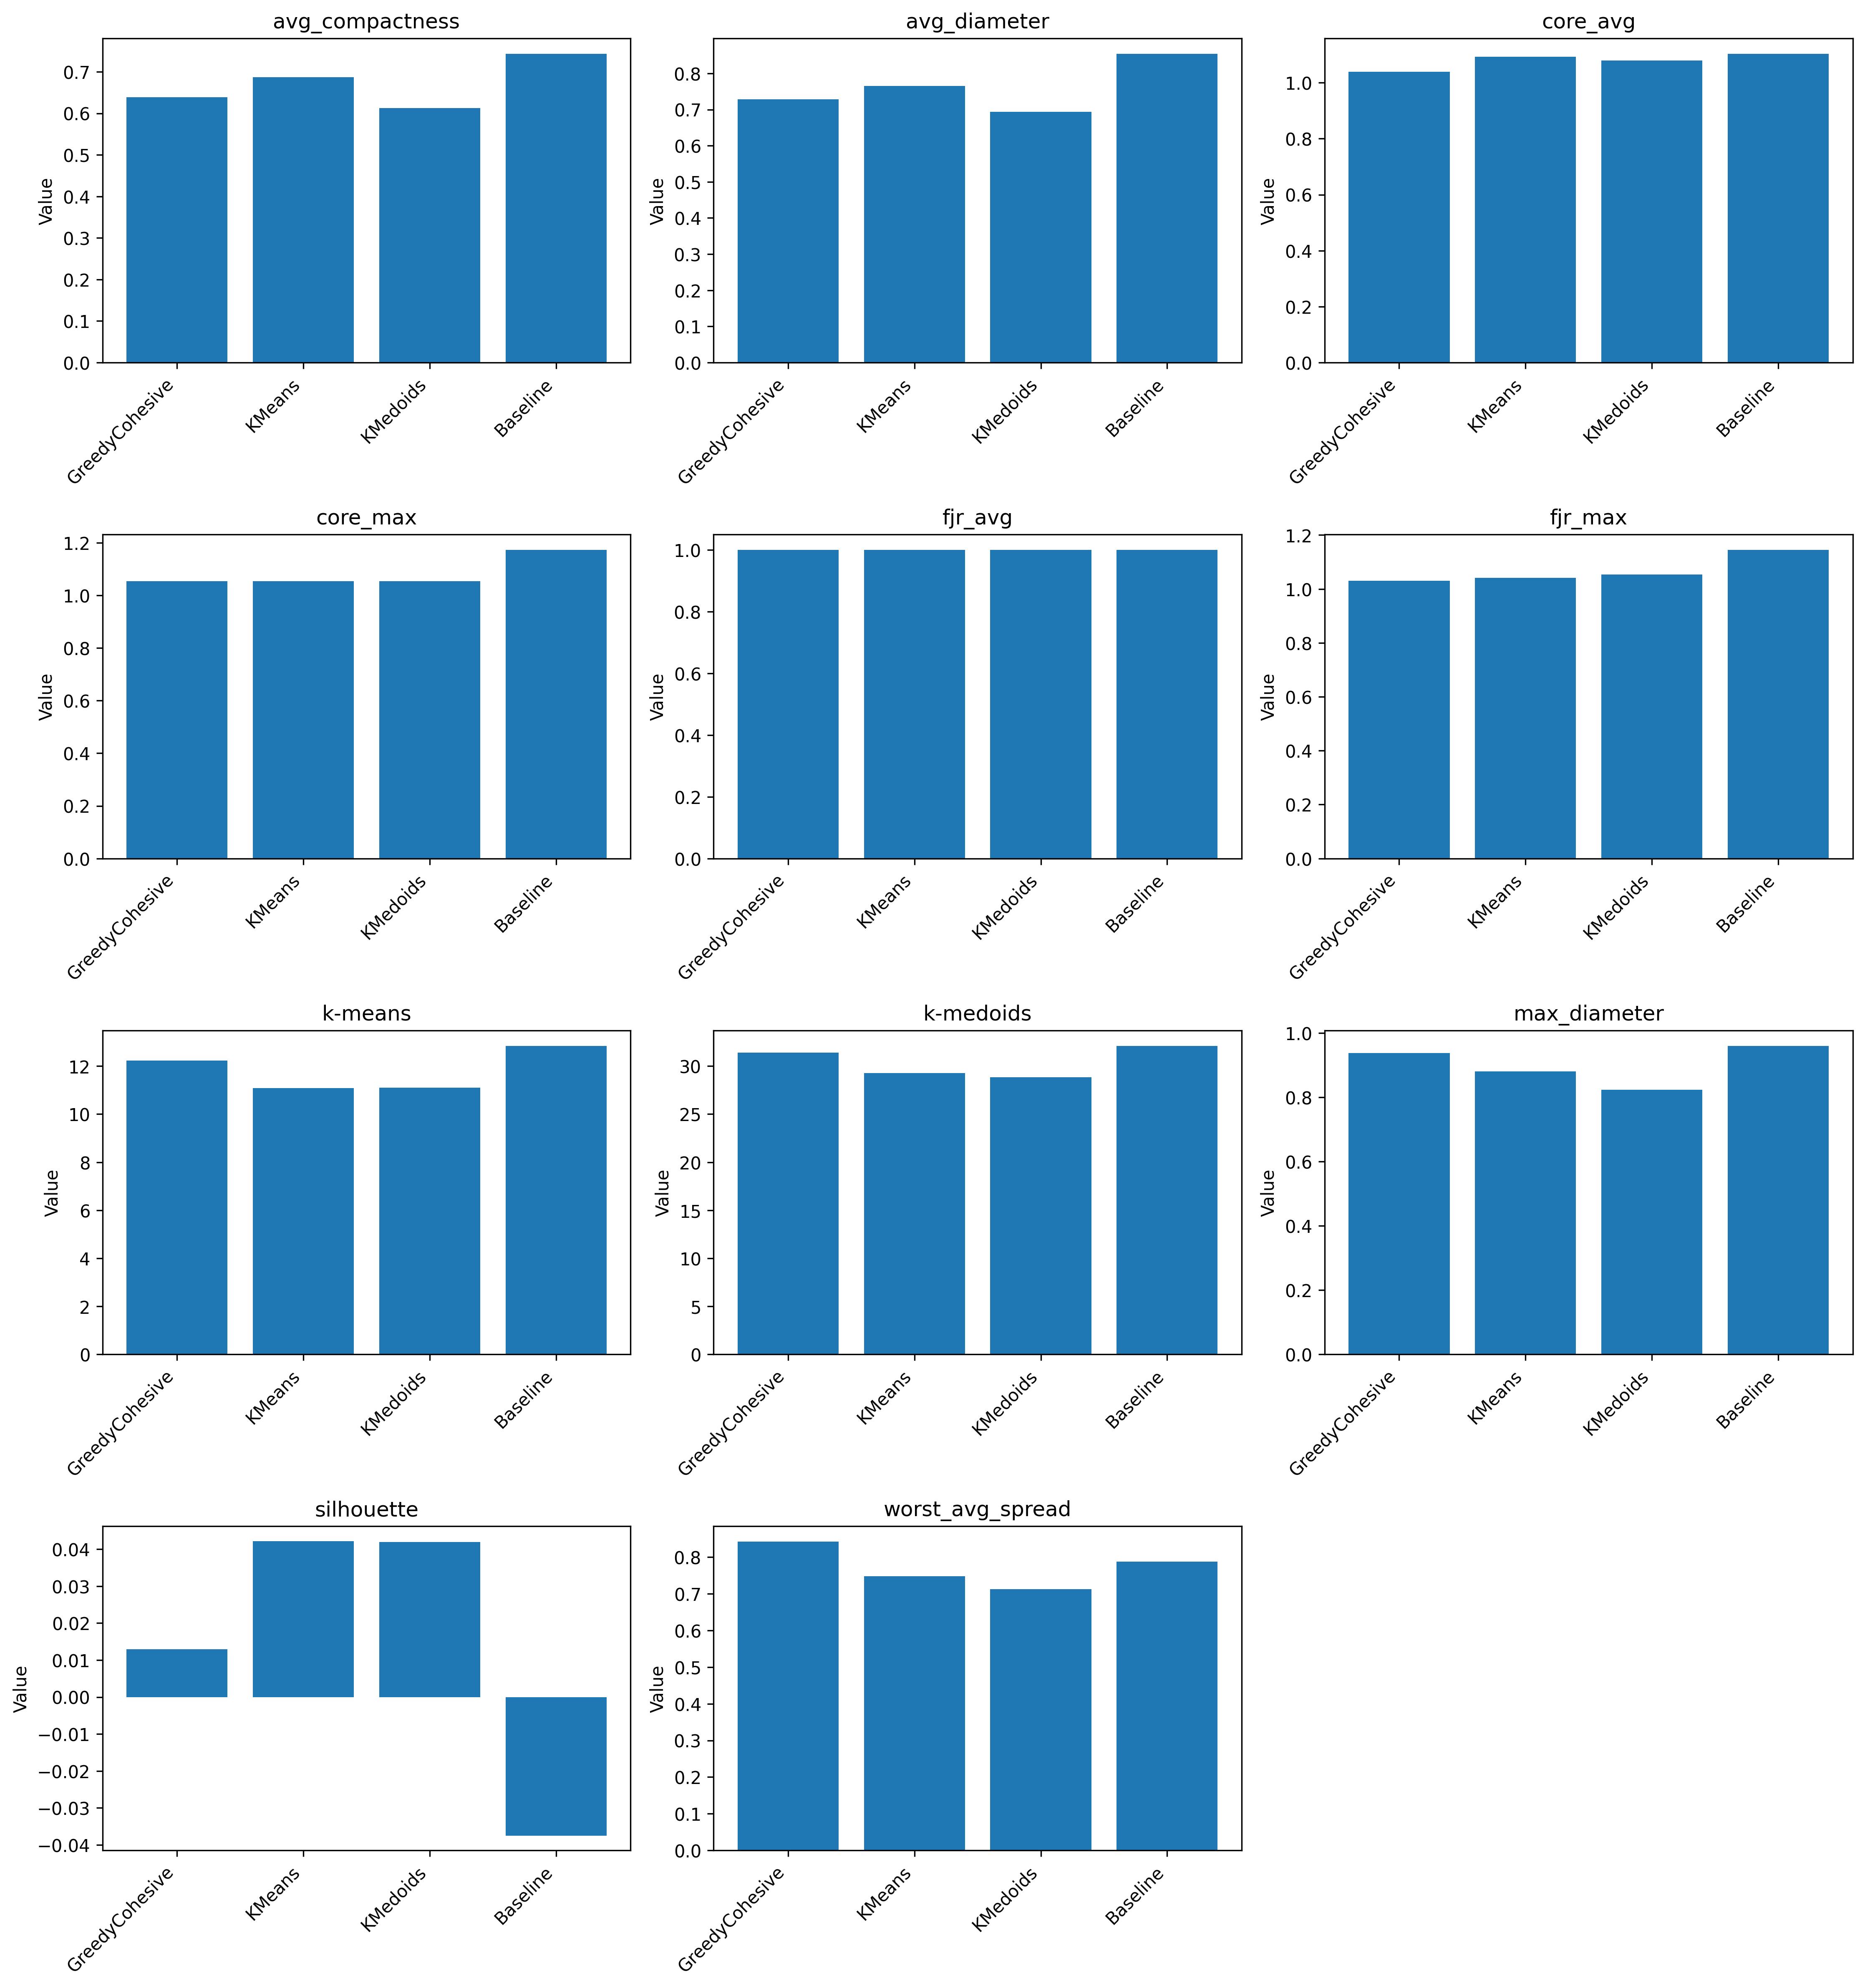 avg_compactness
Value
0.7
0.6
0.5
0.4
0.3
0.2
0.1
0.0
GreedyCohesive
KMeans
KMedoids
Baseline
avg_diameter
Value
0.8
0.7
0.6
0.5
0.4
0.3
0.2
0.1
0.0
GreedyCohesive
KMeans
KMedoids
Baseline
core_avg
Value
1.0
0.8
0.6
0.4
0.2
0.0
GreedyCohesive
KMeans
KMedoids
Baseline
core_max
Value
1.2
1.0
0.8
0.6
0.4
0.2
0.0
GreedyCohesive
KMeans
KMedoids
Baseline
fjr_avg
Value
1.0
0.8
0.6
0.4
0.2
0.0
GreedyCohesive
KMeans
KMedoids
Baseline
fjr_max
Value
1.2
1.0
0.8
0.6
0.4
0.2
0.0
GreedyCohesive
KMeans
KMedoids
Baseline
k-means
Value
12
10
8
6
4
2
0
GreedyCohesive
KMeans
KMedoids
Baseline
k-medoids
Value
30
25
20
15
10
5
0
GreedyCohesive
KMeans
KMedoids
Baseline
max_diameter
Value
1.0
0.8
0.6
0.4
0.2
0.0
GreedyCohesive
KMeans
KMedoids
Baseline
silhouette
Value
0.04
0.03
0.02
0.01
0.00
−0.01
−0.02
−0.03
−0.04
GreedyCohesive
KMeans
KMedoids
Baseline
worst_avg_spread
Value
0.8
0.7
0.6
0.5
0.4
0.3
0.2
0.1
0.0
GreedyCohesive
KMeans
KMedoids
Baseline